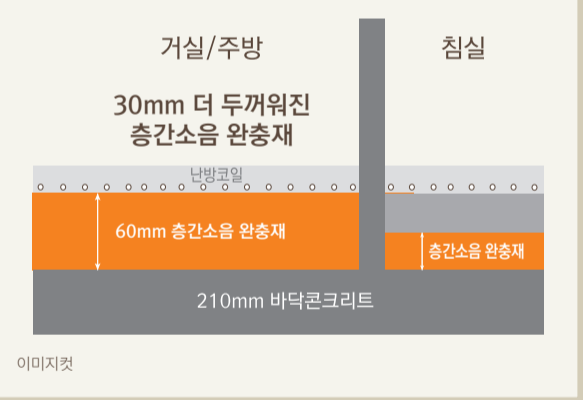 거실/주방
침실
30mm 더 두꺼워진
층간소음 완충재
난방코일
60mm 층간소음 완충재
층간소음 완충재
210mm 바닥콘크리트
이미지컷